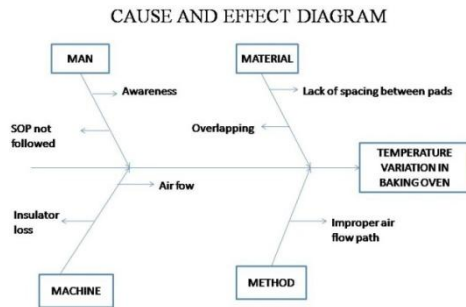 CAUSE AND EFFECT DIAGRAM
MAN
MATERIAL
Awareness
Lack of spacing between pads
SOP not
followed
Overlapping
TEMPERATURE
VARIATION IN
BAKING OVEN
Air fow
Insulator
loss
Improper air
flow path
MACHINE
METHOD